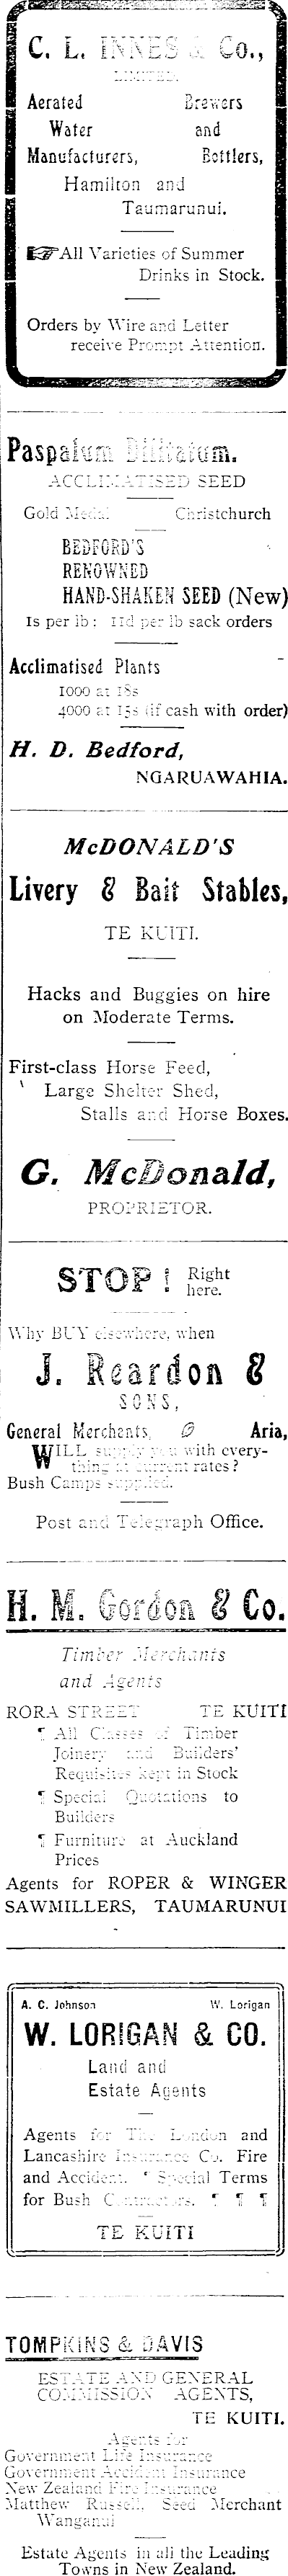 C. L. INNES & Co.,
LIMITED.
Aerated Brewers
Water and
Manufacturers, Bottlers,
Hamilton and
Taumarunui.
☞All Varieties of Summer
Drinks in Stock.
Orders by Wire and Letter
receive Prompt Attention.
Paspalum Dilitatum.
ACCLIMATISED SEED
Gold Medal Christchurch
BEDFORD'S
RENOWNED
HAND-SHAKEN SEED (New)
1s per lb; 11d per lb sack orders
Acclimatised Plants
1000 at 18s
4000 at 15s (if cash with order)
H. D. Bedford,
NGARUAWAHIA.
McDONALD'S
Livery & Bait Stables,
TE KUITI.
Hacks and Buggies on hire
on Moderate Terms.
First-class Horse Feed,
Large Shelter Shed,
Stalls and Horse Boxes.
G. McDonald,
PROPRIETOR.
STOP! Right
here.
Why BUY elsewhere, when
J. Reardon &
SONS,
General Merchants, Aria,
WILL supply you with every-
thing at current rates?
Bush Camps supplied.
Post and Telegraph Office.
H. M. Gordon & Co.
Timber Merchants
and Agents
RORA STREET TE KUITI
¶ All Classes of Timber
Joinery and Builders'
Requisites kept in Stock
¶ Special Quotations to
Builders
¶ Furniture at Auckland
Prices
Agents for ROPER & WINGER
SAWMILLERS, TAUMARUNUI
A. C. Johnson W. Lorigan
W. LORIGAN & CO.
Land and
Estate Agents
Agents for The London and
Lancashire Insurance Co. Fire
and Accident. ¶ Special Terms
for Bush Contractors. ¶ ¶ ¶
TE KUITI
TOMPKINS & DAVIS
ESTATE AND GENERAL
COMMISSION AGENTS,
TE KUITI.
Agents for
Government Life Insurance
Government Accident Insurance
New Zealand Fire Insurance
Matthew Russell, Seed Merchant
Wanganui
Estate Agents in all the Leading
Towns in New Zealand.